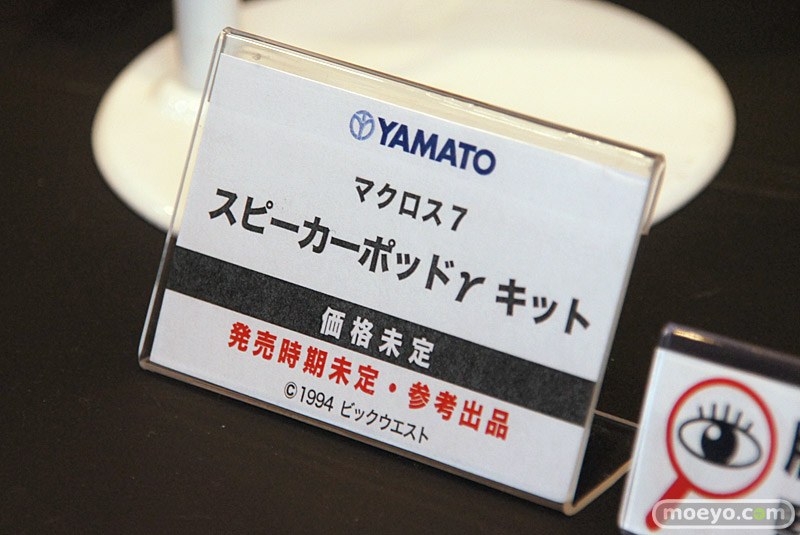 YAMATO
マクロス7
スピーカーポッドγ キット
価格未定
発売時期未定・参考出品
©1994 ビックウエスト
moeyo.com